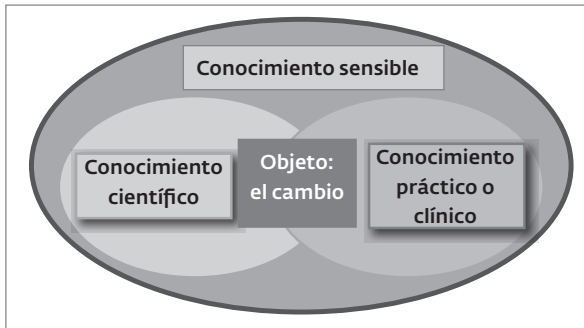 Conocimiento sensible
Conocimiento
científico
Objeto:
el cambio
Conocimiento
práctico o
clínico